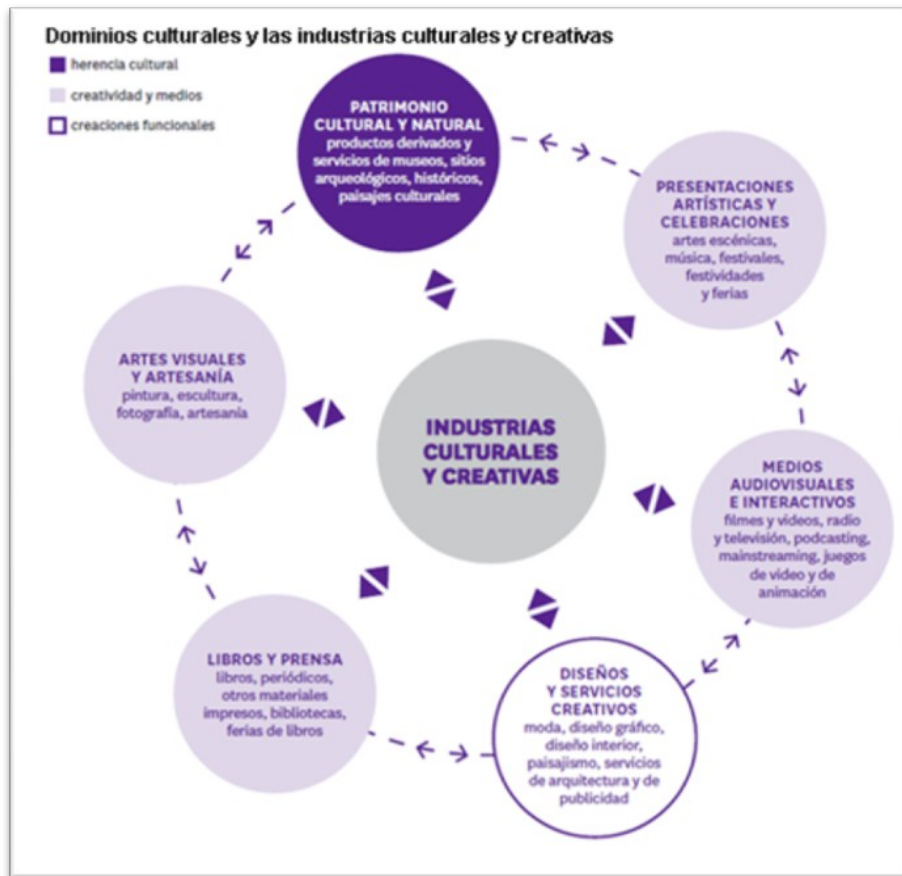 Dominios culturales y las industrias culturales y creativas
herencia cultural
creatividad y medios
creaciones funcionales
PATRIMONIO
CULTURAL Y NATURAL
productos derivados y
servicios de museos, sitios
arqueológicos, históricos,
paisajes culturales
PRESENTACIONES
ARTÍSTICAS Y
CELEBRACIONES
artes escénicas,
música, festivales,
festividades
y ferias
ARTES VISUALES
Y ARTESANÍA
pintura, escultura,
fotografía, artesanía
INDUSTRIAS
CULTURALES
Y CREATIVAS
MEDIOS
AUDIOVISUALES
E INTERACTIVOS
filmes y videos, radio
y televisión, podcasting,
mainstreaming, juegos
de video y de
animación
LIBROS Y PRENSA
libros, periódicos,
otros materiales
impresos, bibliotecas,
ferias de libros
DISEÑOS
Y SERVICIOS
CREATIVOS
moda, diseño gráfico,
diseño interior,
paisajismo, servicios
de arquitectura y de
publicidad